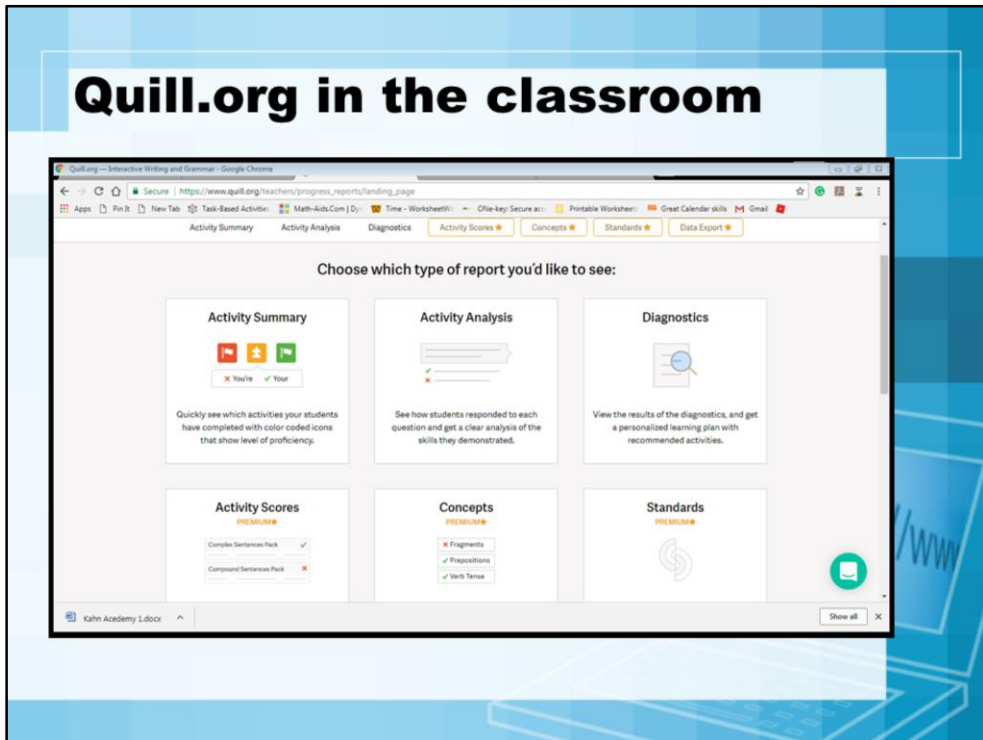 Quill.org in the classroom
Quill.org — Interactive Writing and Grammar - Google Chrome
Secure | https://www.quill.org/teachers/progress_reports/landing_page
Apps Pin It New Tab Task-Based Activitie: Math-Aids.Com | Dy Time - WorksheetW ONe-key: Secure acc Printable Worksheet: Great Calendar skills Gmail
Activity Summary Activity Analysis Diagnostics Activity Scores Concepts Standards Data Export
Choose which type of report you'd like to see:
Activity Summary
You're Your
Quickly see which activities your students
have completed with color coded icons
that show level of proficiency.
Activity Analysis
See how students responded to each
question and get a clear analysis of the
skills they demonstrated.
Diagnostics
View the results of the diagnostics, and get
a personalized learning plan with
recommended activities.
Activity Scores
PREMIUM
Complex Sentences Pack
Compound Sentences Pack
Concepts
PREMIUM
Fragments
Prepositions
Verb Tense
Standards
PREMIUM
Kahn Acedemy 1.docx
Show all
/WWW